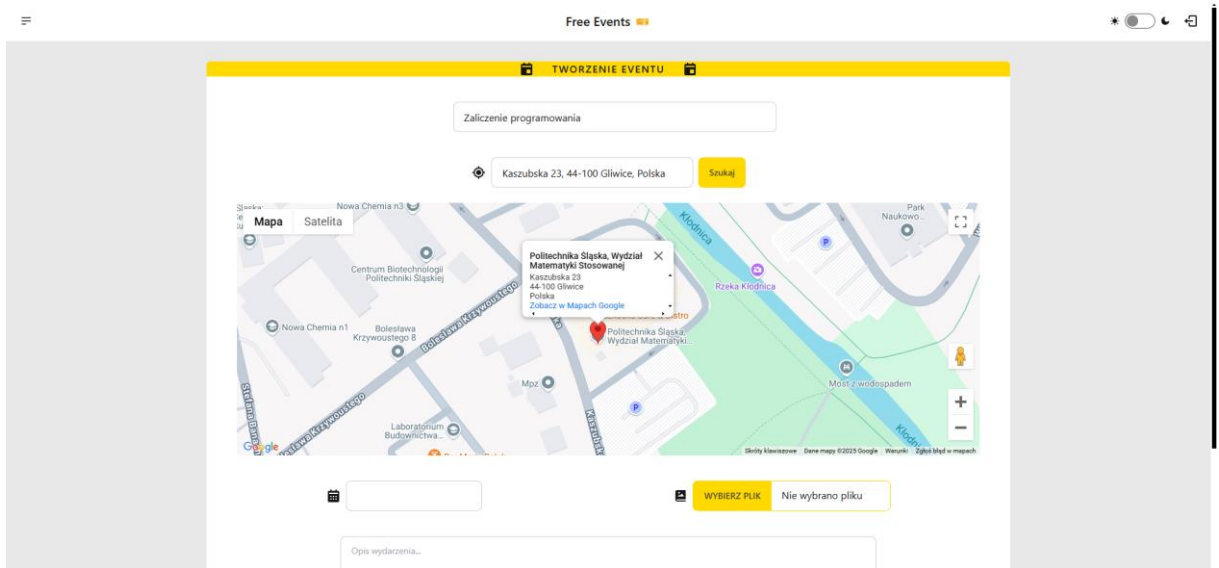 Free Events
TWORZENIE EVENTU
Zaliczenie programowania
Kaszubska 23, 44-100 Gliwice, Polska
Szukaj
Nowa Chemia n3
Mapa
Satelita
Park
Naukowo...
Kłodnica
Centrum Biotechnologii
Politechniki Śląskiej
Politechnika Śląska, Wydział
Matematyki Stosowanej
Kaszubska 23
44-100 Gliwice
Polska
Zobacz w Mapach Google
Rzeka Kłodnica
Nowa Chemia n1
Bolesława
Krzywoustego 8
Bolesława Krzywoustego
Politechnika Śląska,
Wydział Matematyki...
P
Mpz
Most z wodospadem
P
Kaszubska
Laboratorium
Budownictwa...
Google
Skróty klawiszowe
Dane mapy ©2025 Google
Warunki
Zgłoś błąd w mapach
WYBIERZ PLIK
Nie wybrano pliku
Opis wydarzenia...